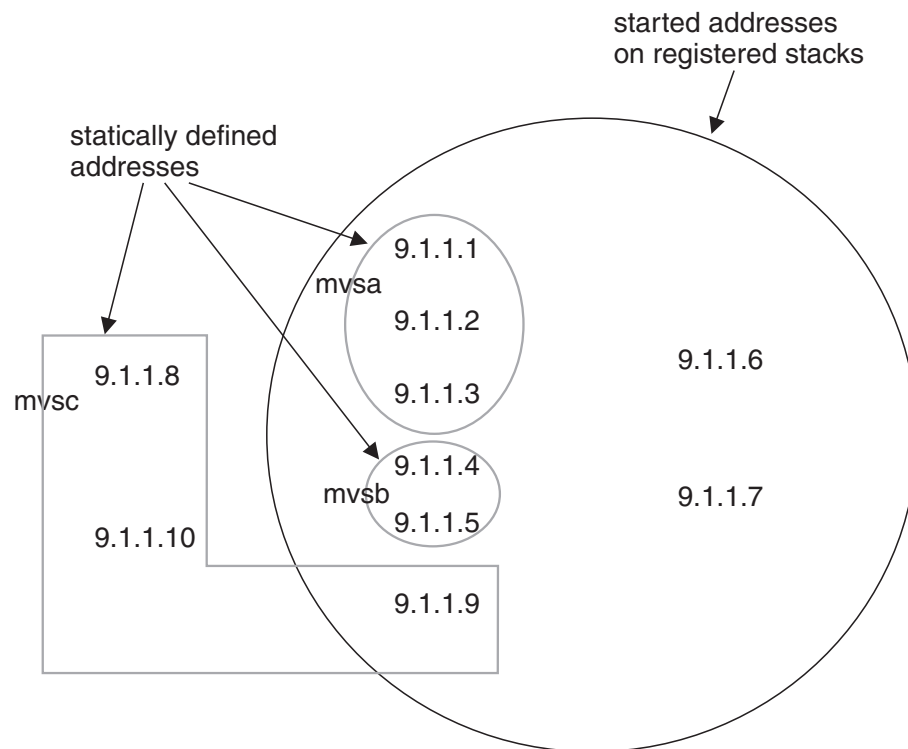 started addresses
on registered stacks
statically defined
addresses
9.1.1.1
mvsa
9.1.1.2
9.1.1.3
9.1.1.6
9.1.1.8
mvsc
9.1.1.4
mvsb
9.1.1.5
9.1.1.7
9.1.1.10
9.1.1.9